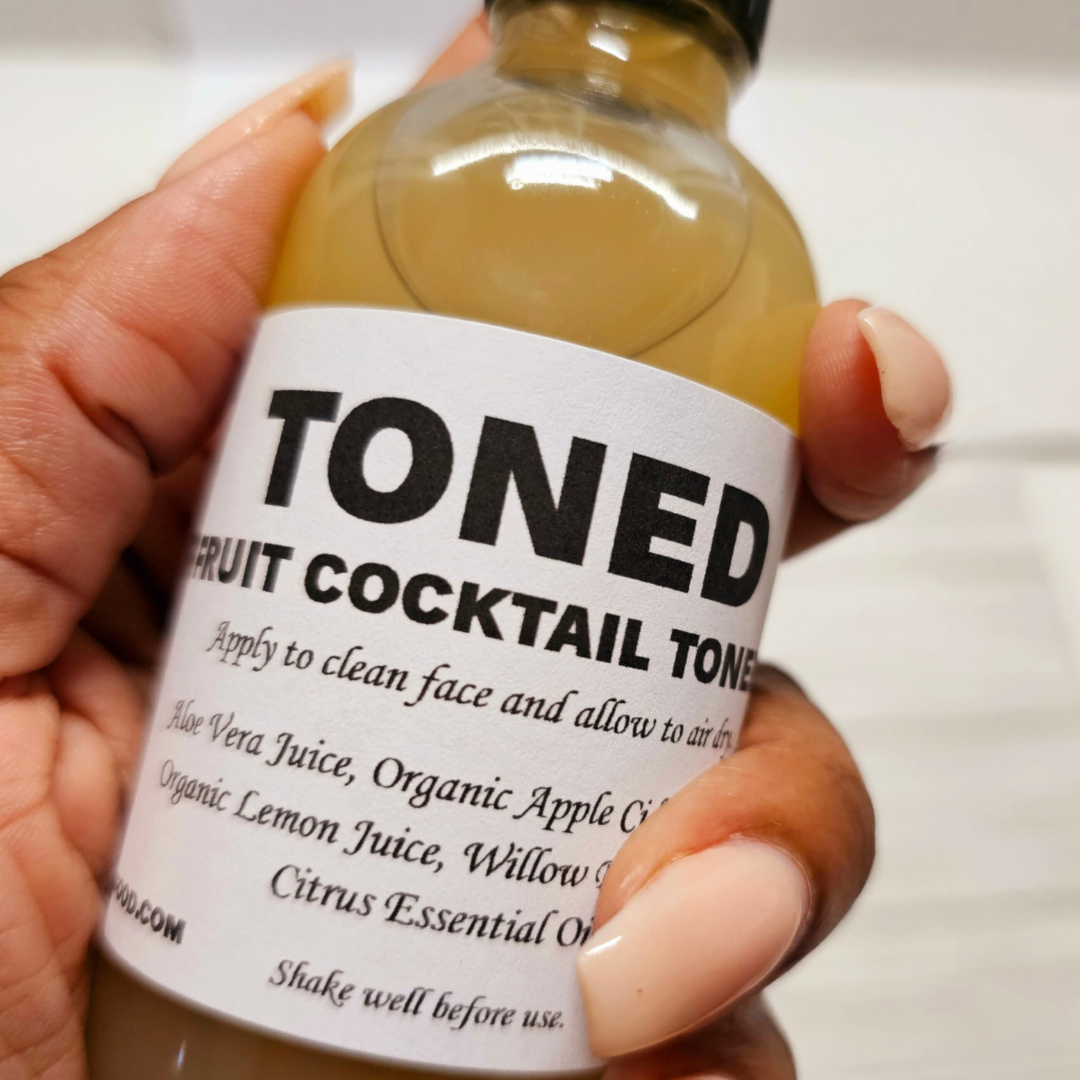 TONED
FRUIT COCKTAIL TONE
Apply to clean face and allow to air dry.
Aloe Vera Juice, Organic Apple Ci
Organic Lemon Juice, Willow
Citrus Essential Oi
OOD.COM
Shake well before use.